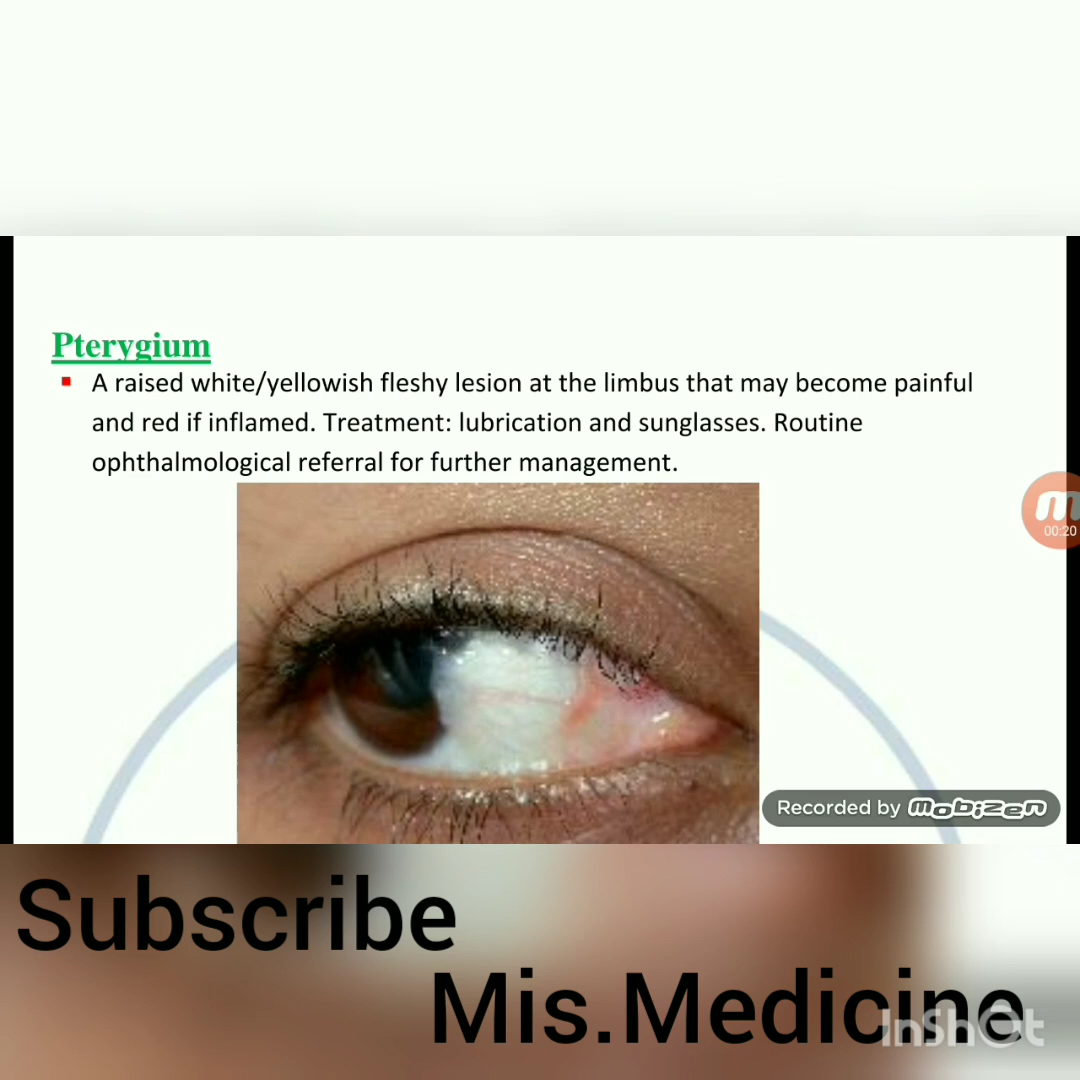 Pterygium
▪ A raised white/yellowish fleshy lesion at the limbus that may become painful
and red if inflamed. Treatment: lubrication and sunglasses. Routine
ophthalmological referral for further management.
00:20
Recorded by Mobizen
Subscribe
Mis.Medicine
InShOt